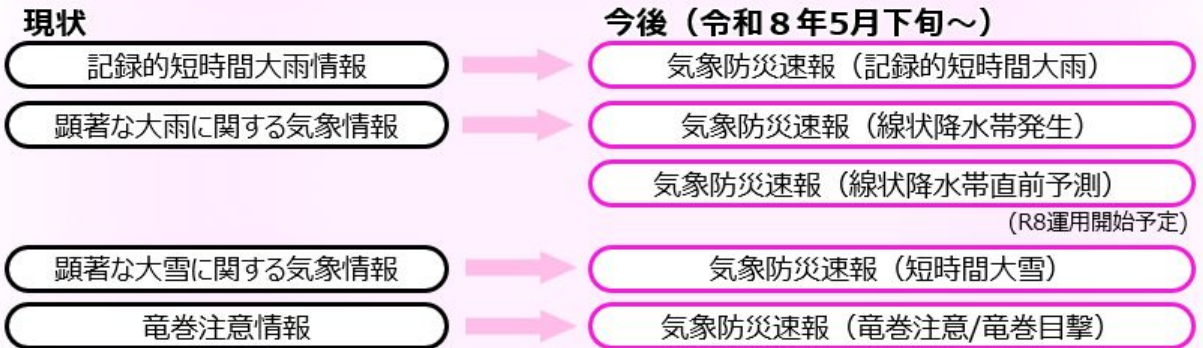 現状
今後（令和８年5月下旬～）
記録的短時間大雨情報
気象防災速報（記録的短時間大雨）
顕著な大雨に関する気象情報
気象防災速報（線状降水帯発生）
気象防災速報（線状降水帯直前予測）
(R8運用開始予定)
顕著な大雪に関する気象情報
気象防災速報（短時間大雪）
竜巻注意情報
気象防災速報（竜巻注意/竜巻目撃）